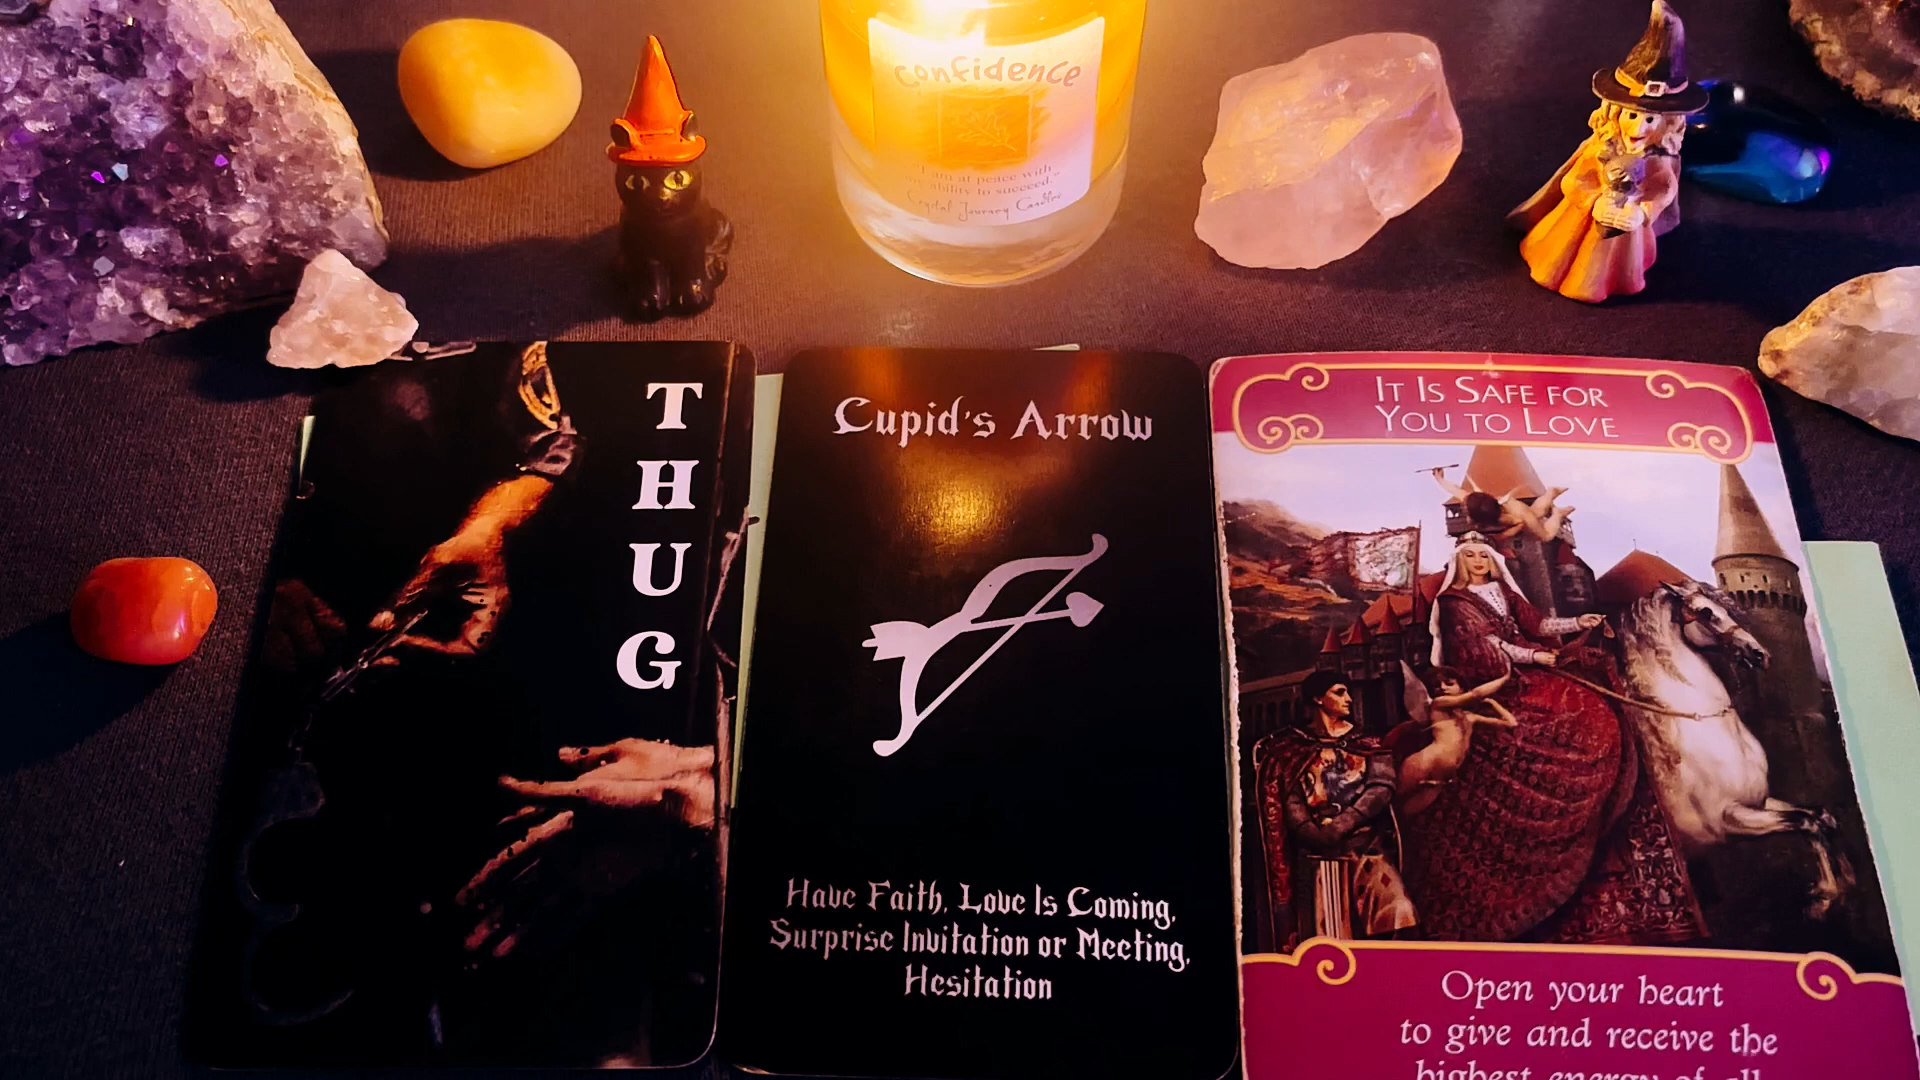 confidence
"I am at peace with
ability to succeed."
Crystal Journey Candles
T
H
U
G
Cupid's Arrow
Have Faith, Love Is Coming,
Surprise Invitation or Meeting,
Hesitation
It Is Safe for
You to Love
Open your heart
to give and receive the
highest energy of all